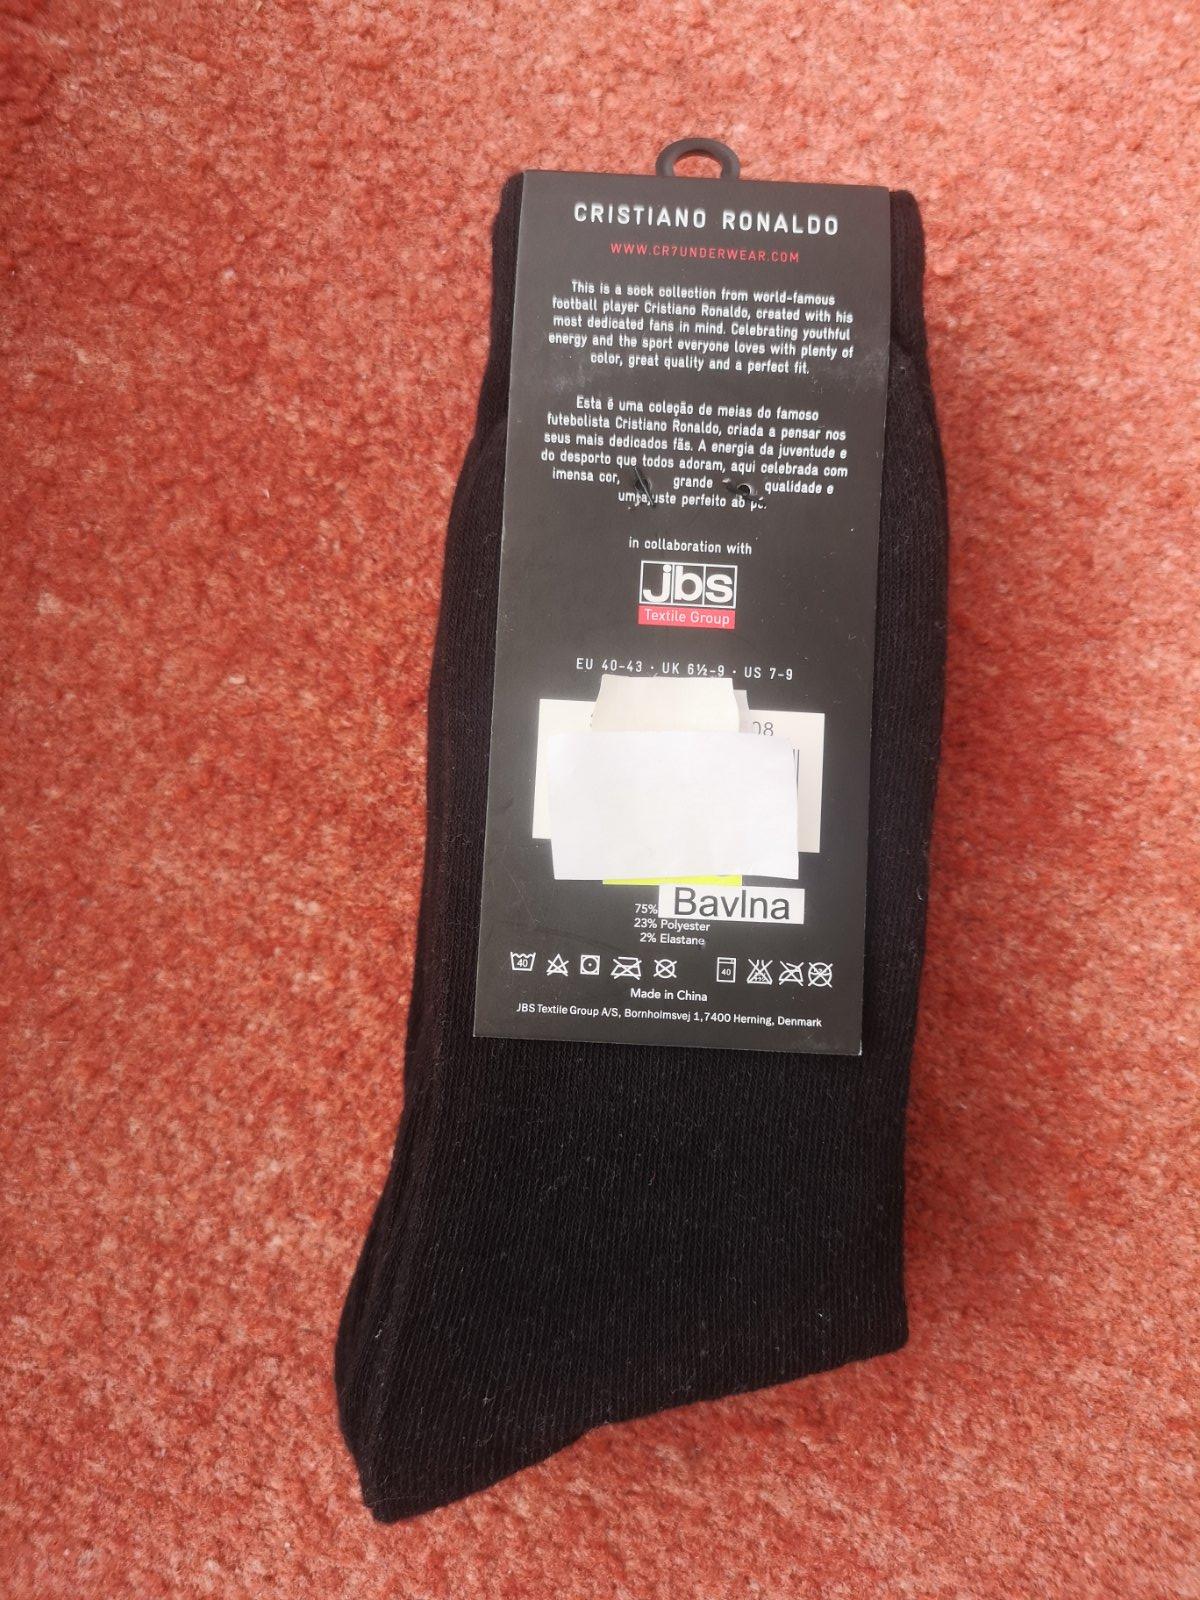 CRISTIANO RONALDO
WWW.CR7UNDERWEAR.COM
This is a sock collection from world-famous
football player Cristiano Ronaldo, created with his
most dedicated fans in mind. Celebrating youthful
energy and the sport everyone loves with plenty of
color, great quality and a perfect fit.
Esta é uma coleção de meias do famoso
futebolista Cristiano Ronaldo, criada a pensar nos
seus mais dedicados fãs. A energia da juventude e
do desporto que todos adoram, aqui celebrada com
imensa cor, grande qualidade e
perfeito ao
in collaboration with
jbs
Textile Group
EU 40-43 · UK 6½-9 · US 7-9
08
75% Bavlna
23% Polyester
2% Elastane
40 40
Made in China
JBS Textile Group A/S, Bornholmsvej 1,7400 Herning, Denmark